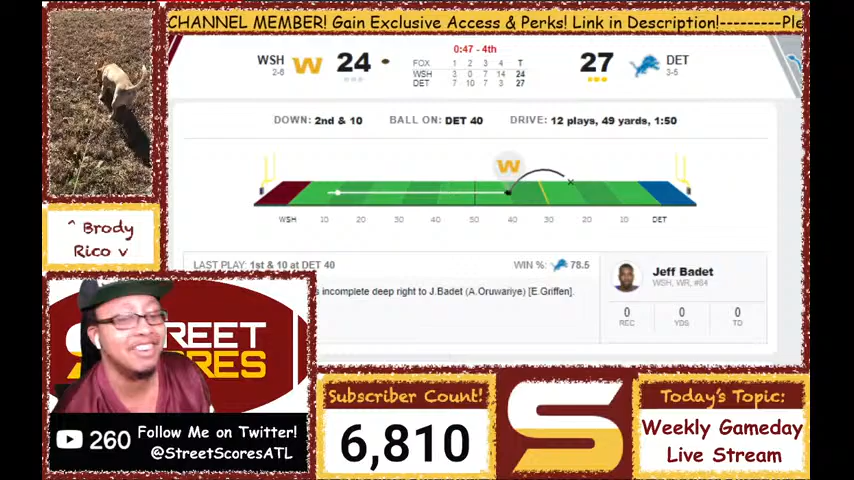 CHANNEL MEMBER! Gain Exclusive Access & Perks! Link in Description!---------Ple
WSH
2-6
W
24
0:47 - 4th
FOX 1 2 3 4 T
WSH 3 0 7 14 24
DET 7 10 7 3 27
27
DET
3-5
DOWN: 2nd & 10
BALL ON: DET 40
DRIVE: 12 plays, 49 yards, 1:50
W
WSH 10 20 30 40 50 40 30 20 10 DET
LAST PLAY: 1st & 10 at DET 40
WIN %: 78.5
s incomplete deep right to J.Badet (A.Oruwariye) [E.Griffen].
Jeff Badet
WSH, WR, #84
0 0 0
REC YDS TD
^ Brody
Rico v
STREET
SCORES
260
Follow Me on Twitter!
@StreetScoresATL
Subscriber Count!
6,810
S
Today's Topic:
Weekly Gameday
Live Stream